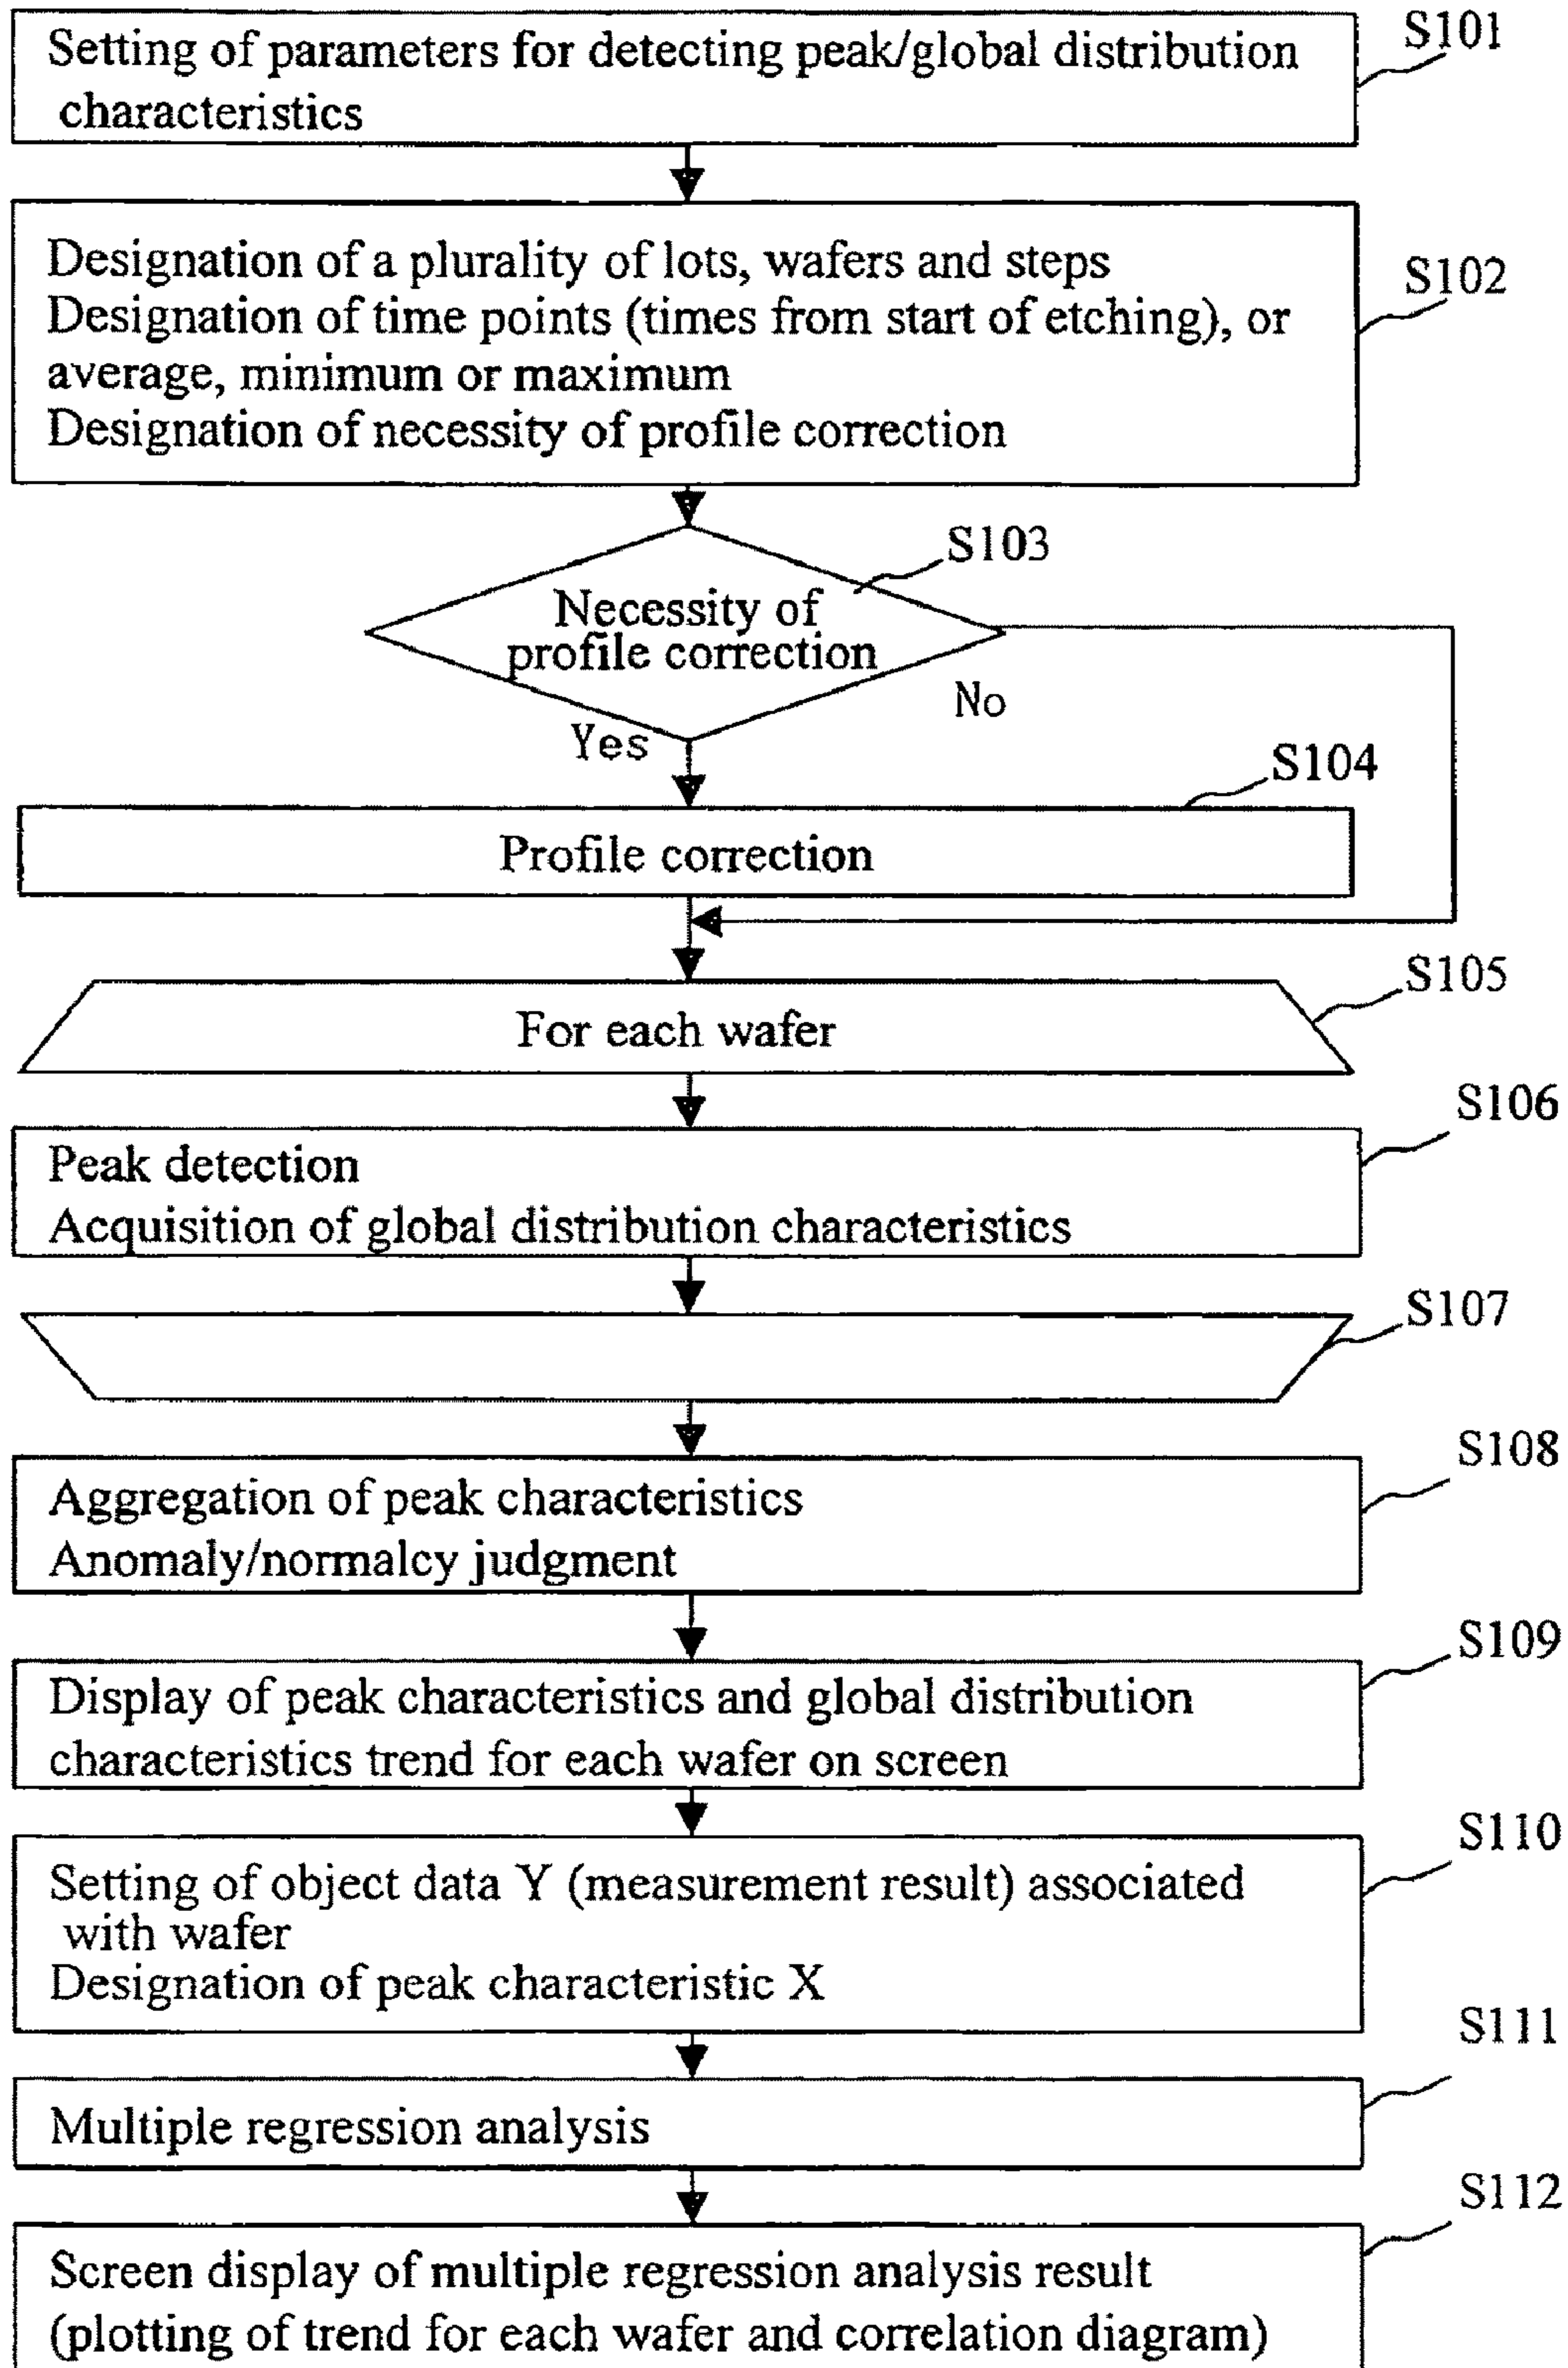 S101
Setting of parameters for detecting peak/global distribution
characteristics
S102
Designation of a plurality of lots, wafers and steps
Designation of time points (times from start of etching), or
average, minimum or maximum
Designation of necessity of profile correction
S103
Necessity of
profile correction
No
Yes
S104
Profile correction
S105
For each wafer
S106
Peak detection
Acquisition of global distribution characteristics
S107
S108
Aggregation of peak characteristics
Anomaly/normalcy judgment
S109
Display of peak characteristics and global distribution
characteristics trend for each wafer on screen
S110
Setting of object data Y (measurement result) associated
with wafer
Designation of peak characteristic X
S111
Multiple regression analysis
S112
Screen display of multiple regression analysis result
(plotting of trend for each wafer and correlation diagram)